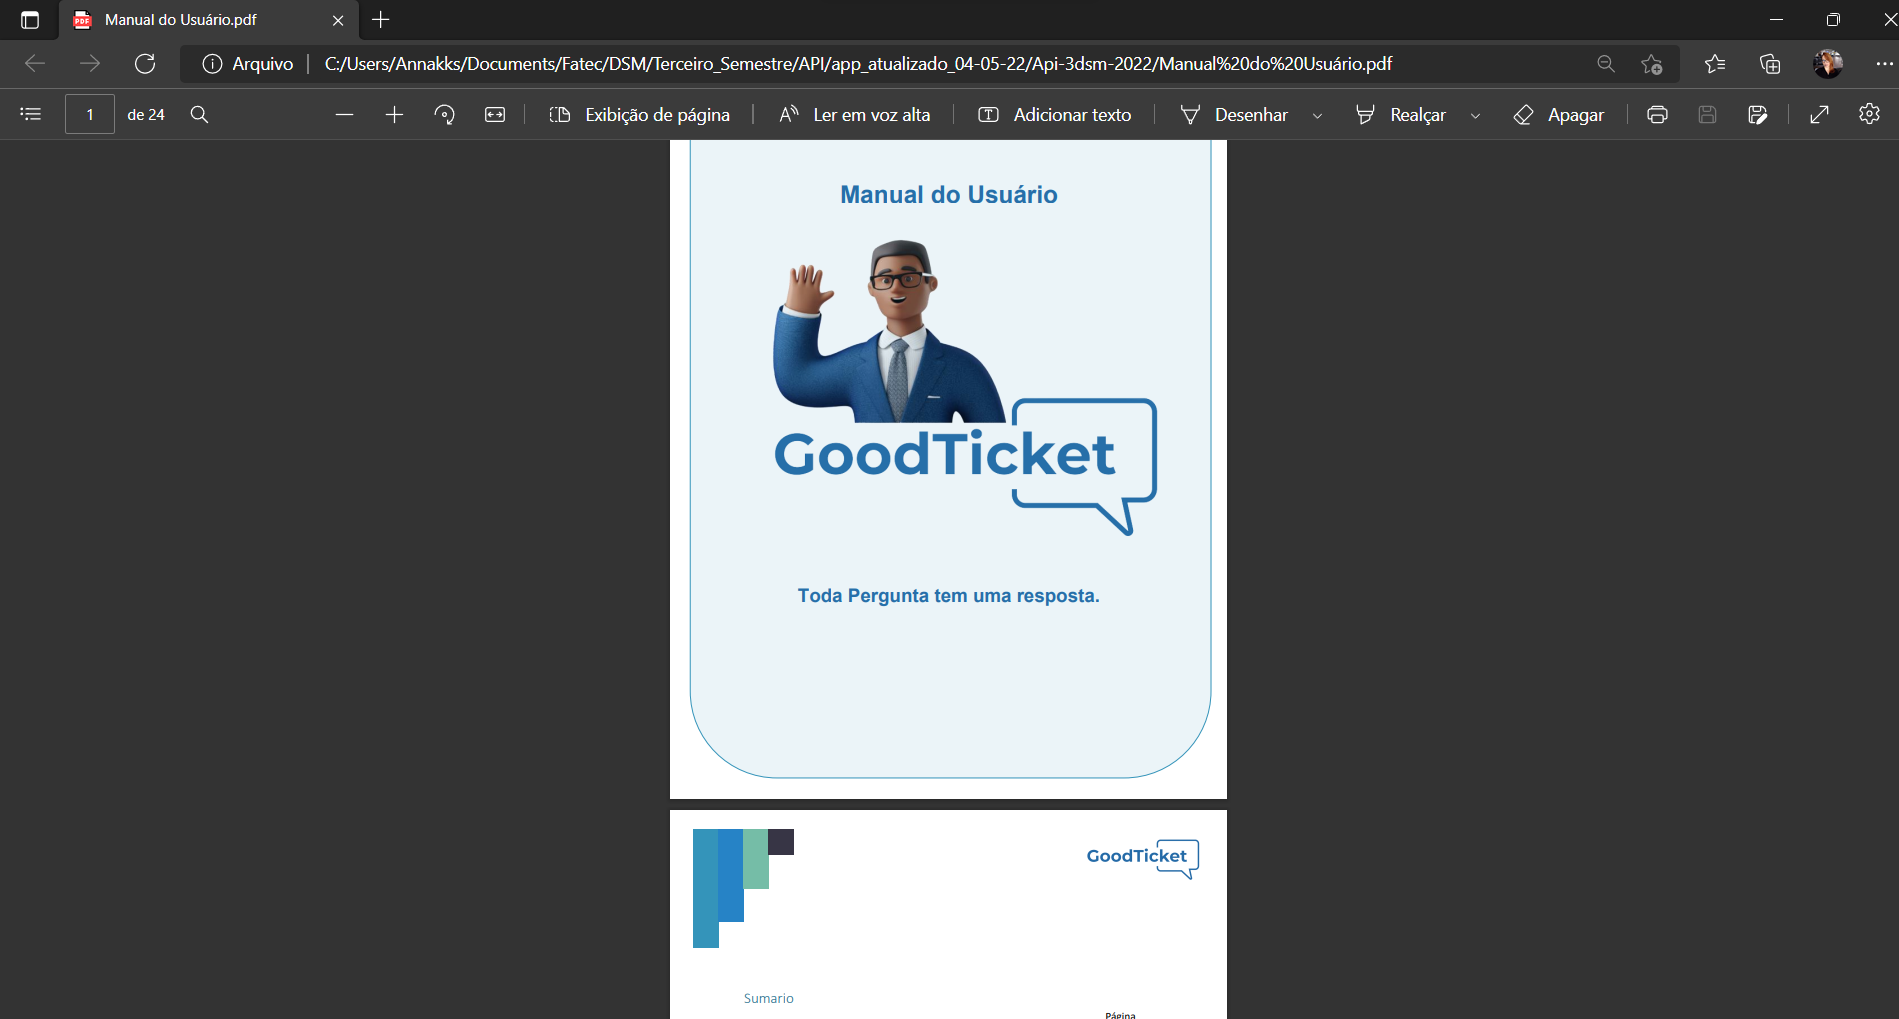 Manual do Usuário.pdf
Arquivo
C:/Users/Annakks/Documents/Fatec/DSM/Terceiro_Semestre/API/app_atualizado_04-05-22/Api-3dsm-2022/Manual%20do%20Usuário.pdf
1 de 24
Exibição de página
Ler em voz alta
Adicionar texto
Desenhar
Realçar
Apagar
Manual do Usuário
GoodTicket
Toda Pergunta tem uma resposta.
GoodTicket
Sumario
Página